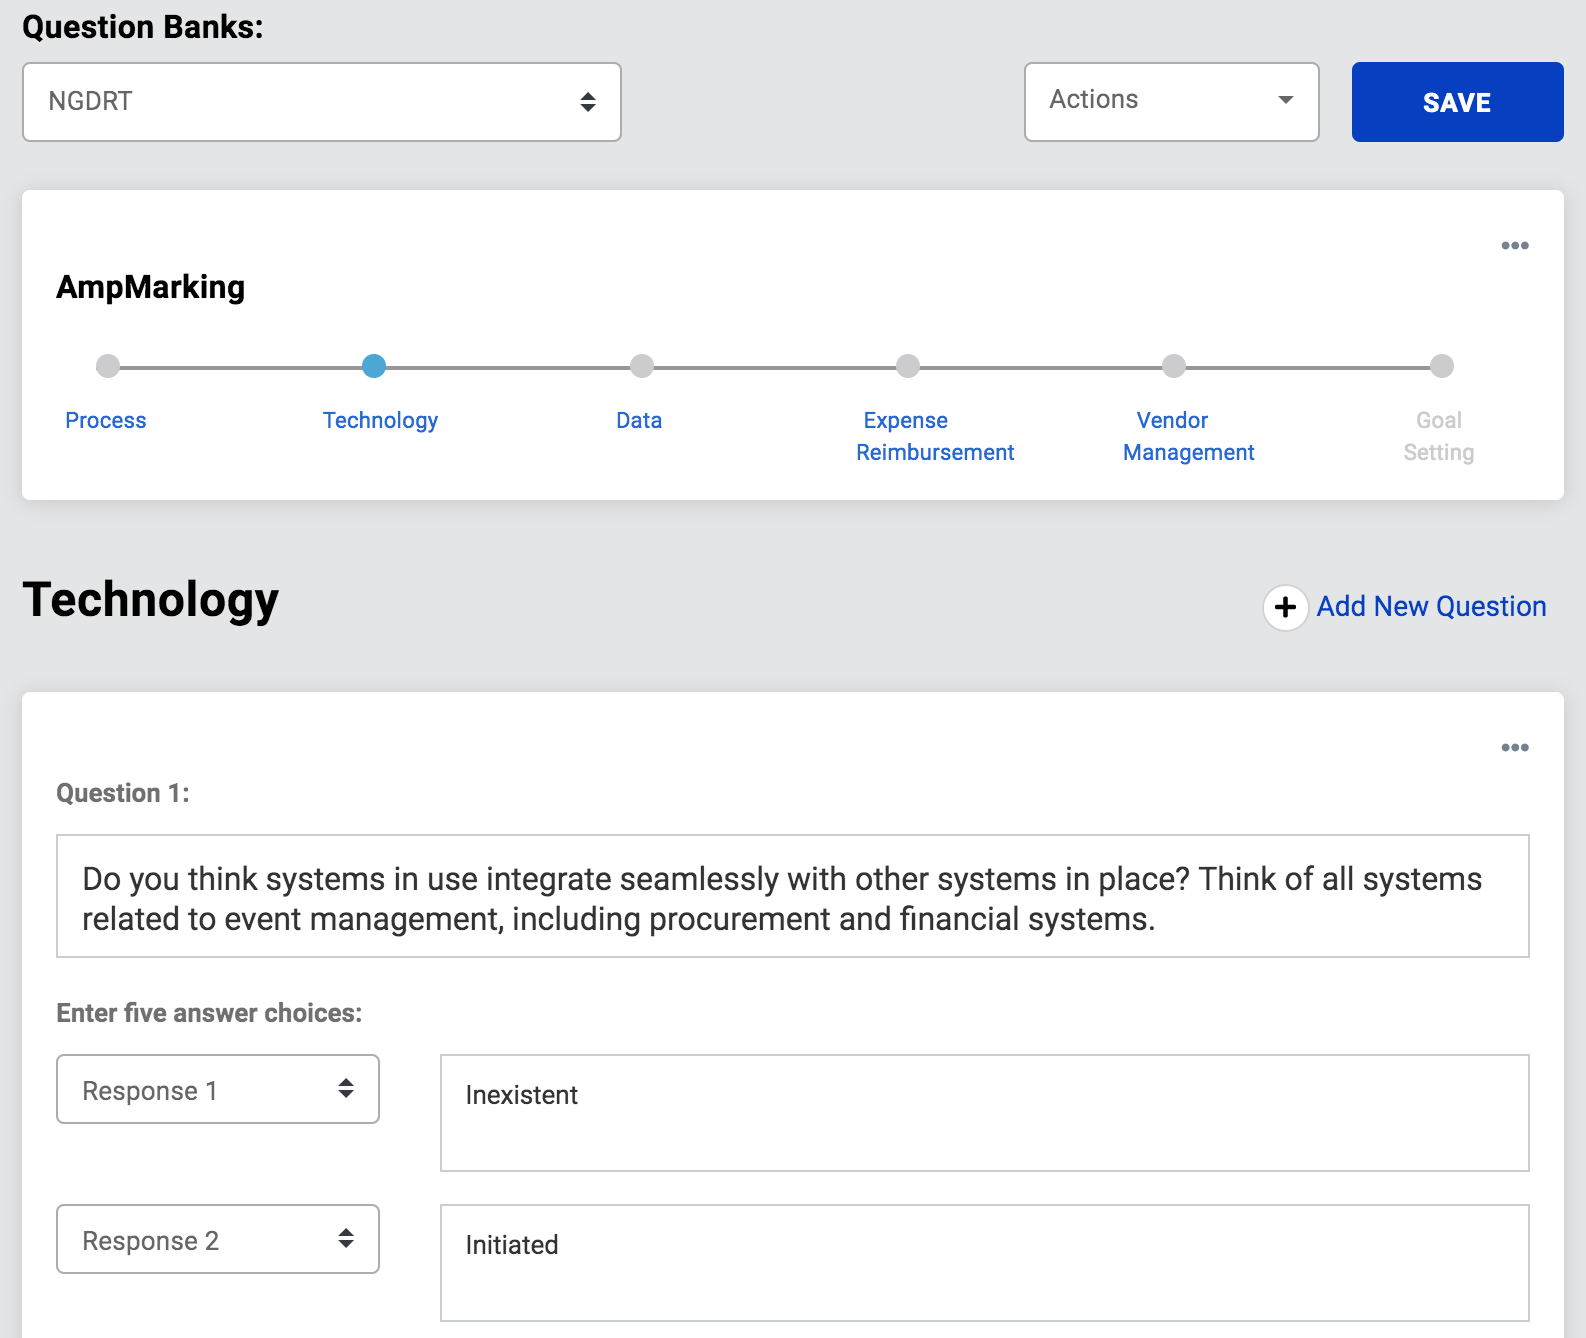 Question Banks:
NGDRT
Actions
SAVE
AmpMarking
Process
Technology
Data
Expense
Reimbursement
Vendor
Management
Goal
Setting
Technology
Add New Question
Question 1:
Do you think systems in use integrate seamlessly with other systems in place? Think of all systems
related to event management, including procurement and financial systems.
Enter five answer choices:
Response 1
Inexistent
Response 2
Initiated